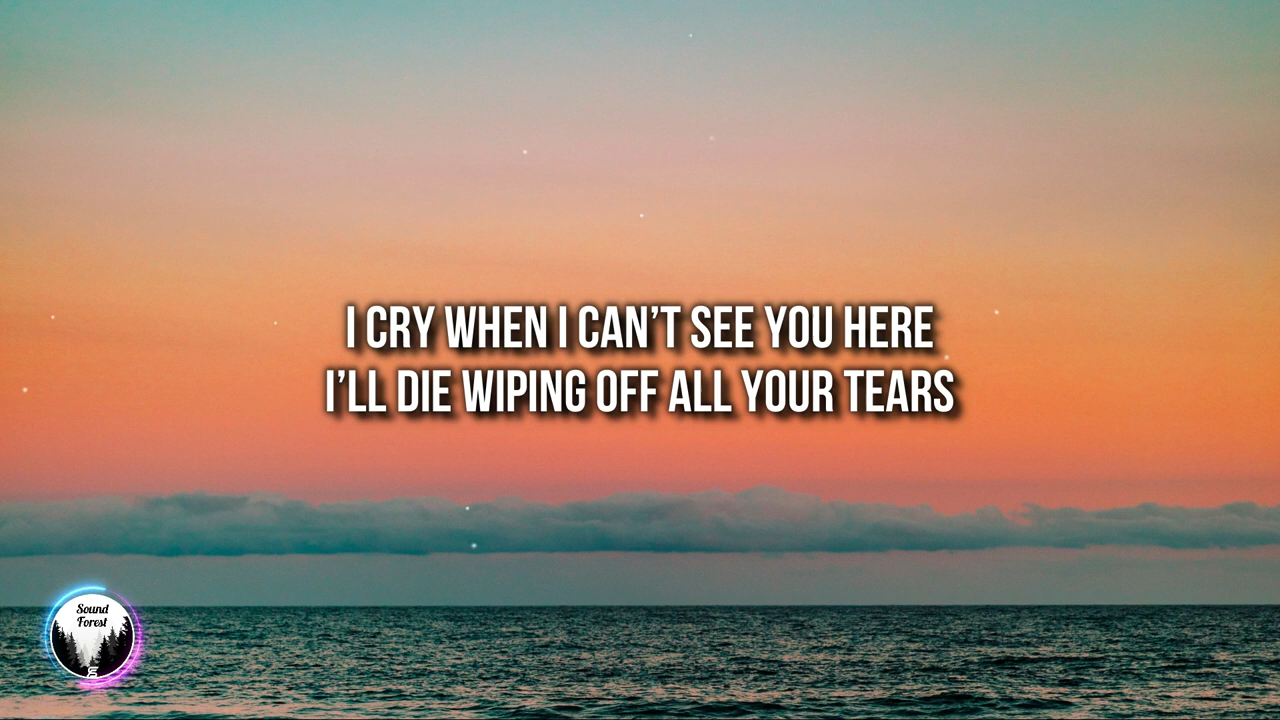 I CRY WHEN I CAN'T SEE YOU HERE
I'LL DIE WIPING OFF ALL YOUR TEARS
Sound
Forest